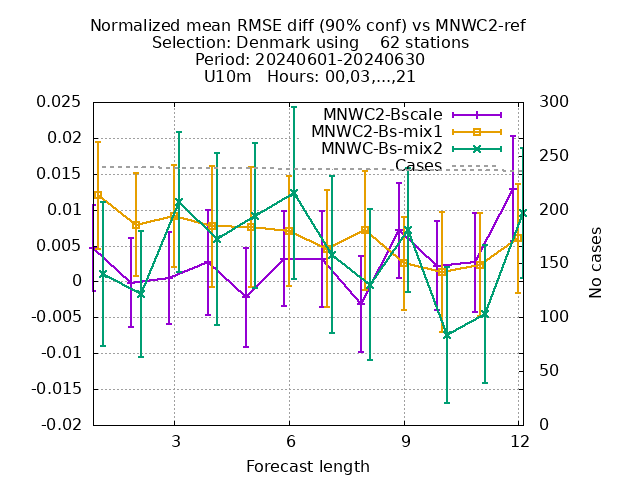 Normalized mean RMSE diff (90% conf) vs MNWC2-ref
Selection: Denmark using    62 stations
Period: 20240601-20240630
U10m   Hours: 00,03,...,21
MNWC2-Bscale
MNWC2-Bs-mix1
MNWC-Bs-mix2
Cases
0.025
0.02
0.015
0.01
0.005
0
-0.005
-0.01
-0.015
-0.02
300
250
200
150
100
50
0
No cases
3 6 9 12
Forecast length